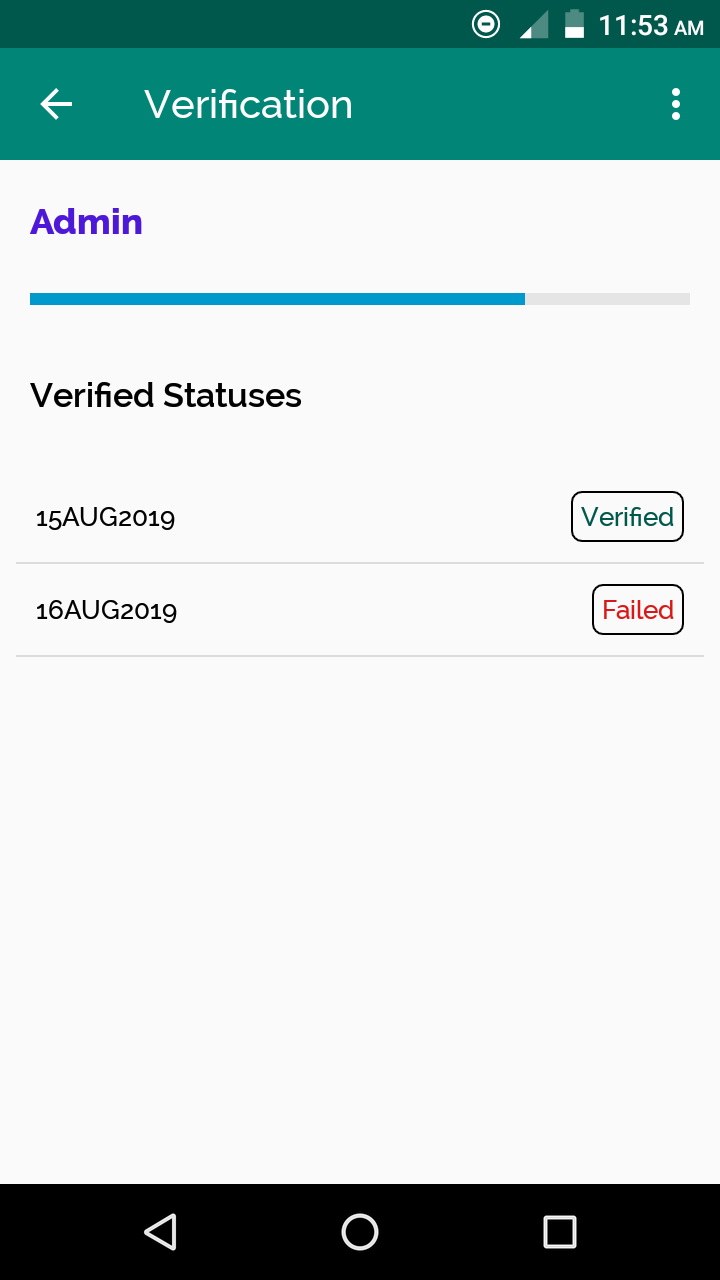 11:53 AM
Verification
Admin
Verified Statuses
15AUG2019 Verified
16AUG2019 Failed